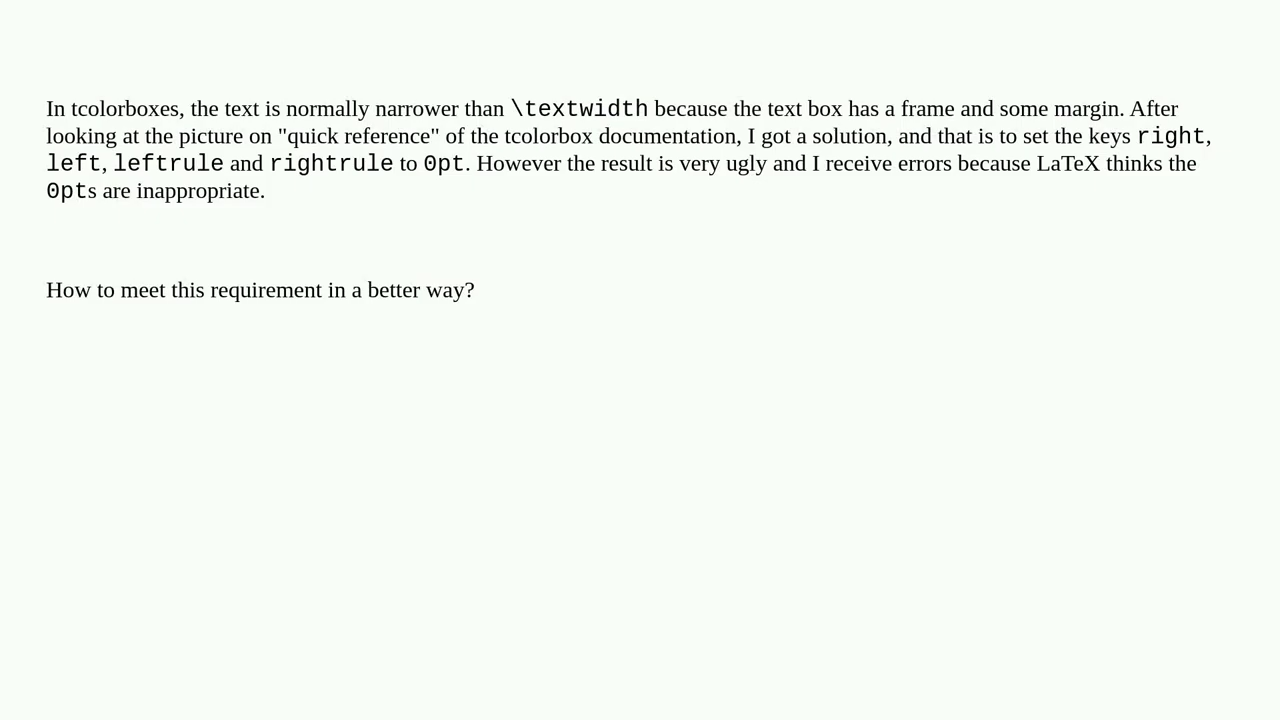 In tcolorboxes, the text is normally narrower than \textwidth because the text box has a frame and some margin. After
looking at the picture on "quick reference" of the tcolorbox documentation, I got a solution, and that is to set the keys right,
left, leftrule and rightrule to 0pt. However the result is very ugly and I receive errors because LaTeX thinks the
0pts are inappropriate.
How to meet this requirement in a better way?